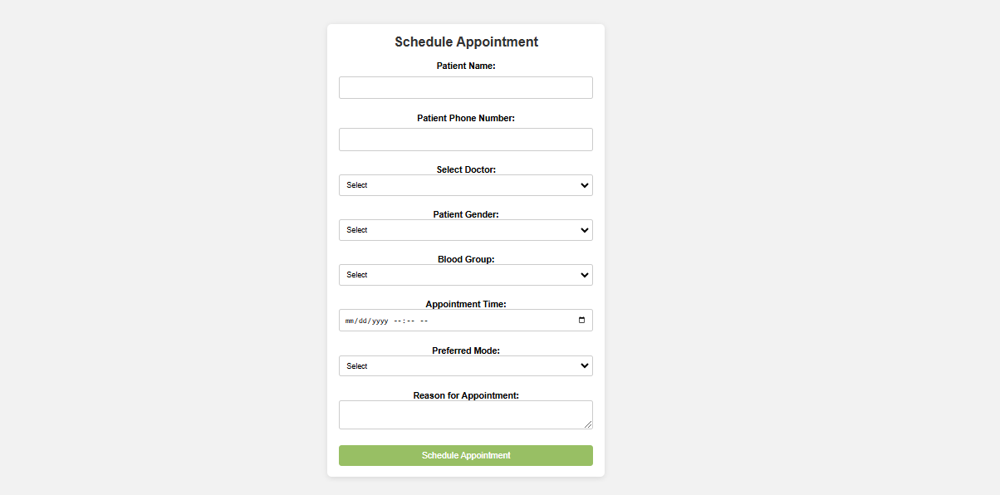 Schedule Appointment
Patient Name:
Patient Phone Number:
Select Doctor:
Select
Patient Gender:
Select
Blood Group:
Select
Appointment Time:
mm/dd/yyyy --:-- --
Preferred Mode:
Select
Reason for Appointment:
Schedule Appointment